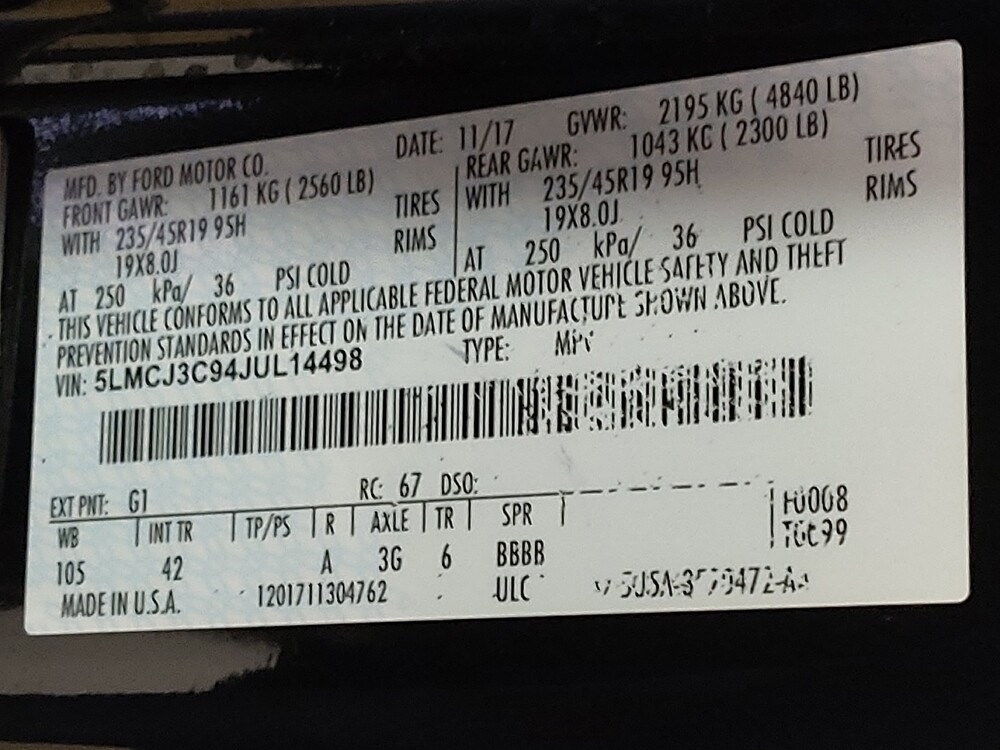 MFD. BY FORD MOTOR CO.
DATE: 11/17 GVWR: 2195 KG ( 4840 LB)
FRONT GAWR: 1161 KG ( 2560 LB)
WITH 235/45R19 95H TIRES
19X8.0J RIMS
AT 250 kPa/ 36 PSI COLD
REAR GAWR: 1043 KG ( 2300 LB)
WITH 235/45R19 95H TIRES
19X8.0J RIMS
AT 250 kPa/ 36 PSI COLD
THIS VEHICLE CONFORMS TO ALL APPLICABLE FEDERAL MOTOR VEHICLE SAFETY AND THEFT
PREVENTION STANDARDS IN EFFECT ON THE DATE OF MANUFACTURE SHOWN ABOVE.
VIN: 5LMCJ3C94JUL14498 TYPE: MPV
EXT PNT: G1 RC: 67 DSO:
WB INT TR TP/PS R AXLE TR SPR
105 42 A 3G 6 BBBB
MADE IN U.S.A. 1201711304762 ULC